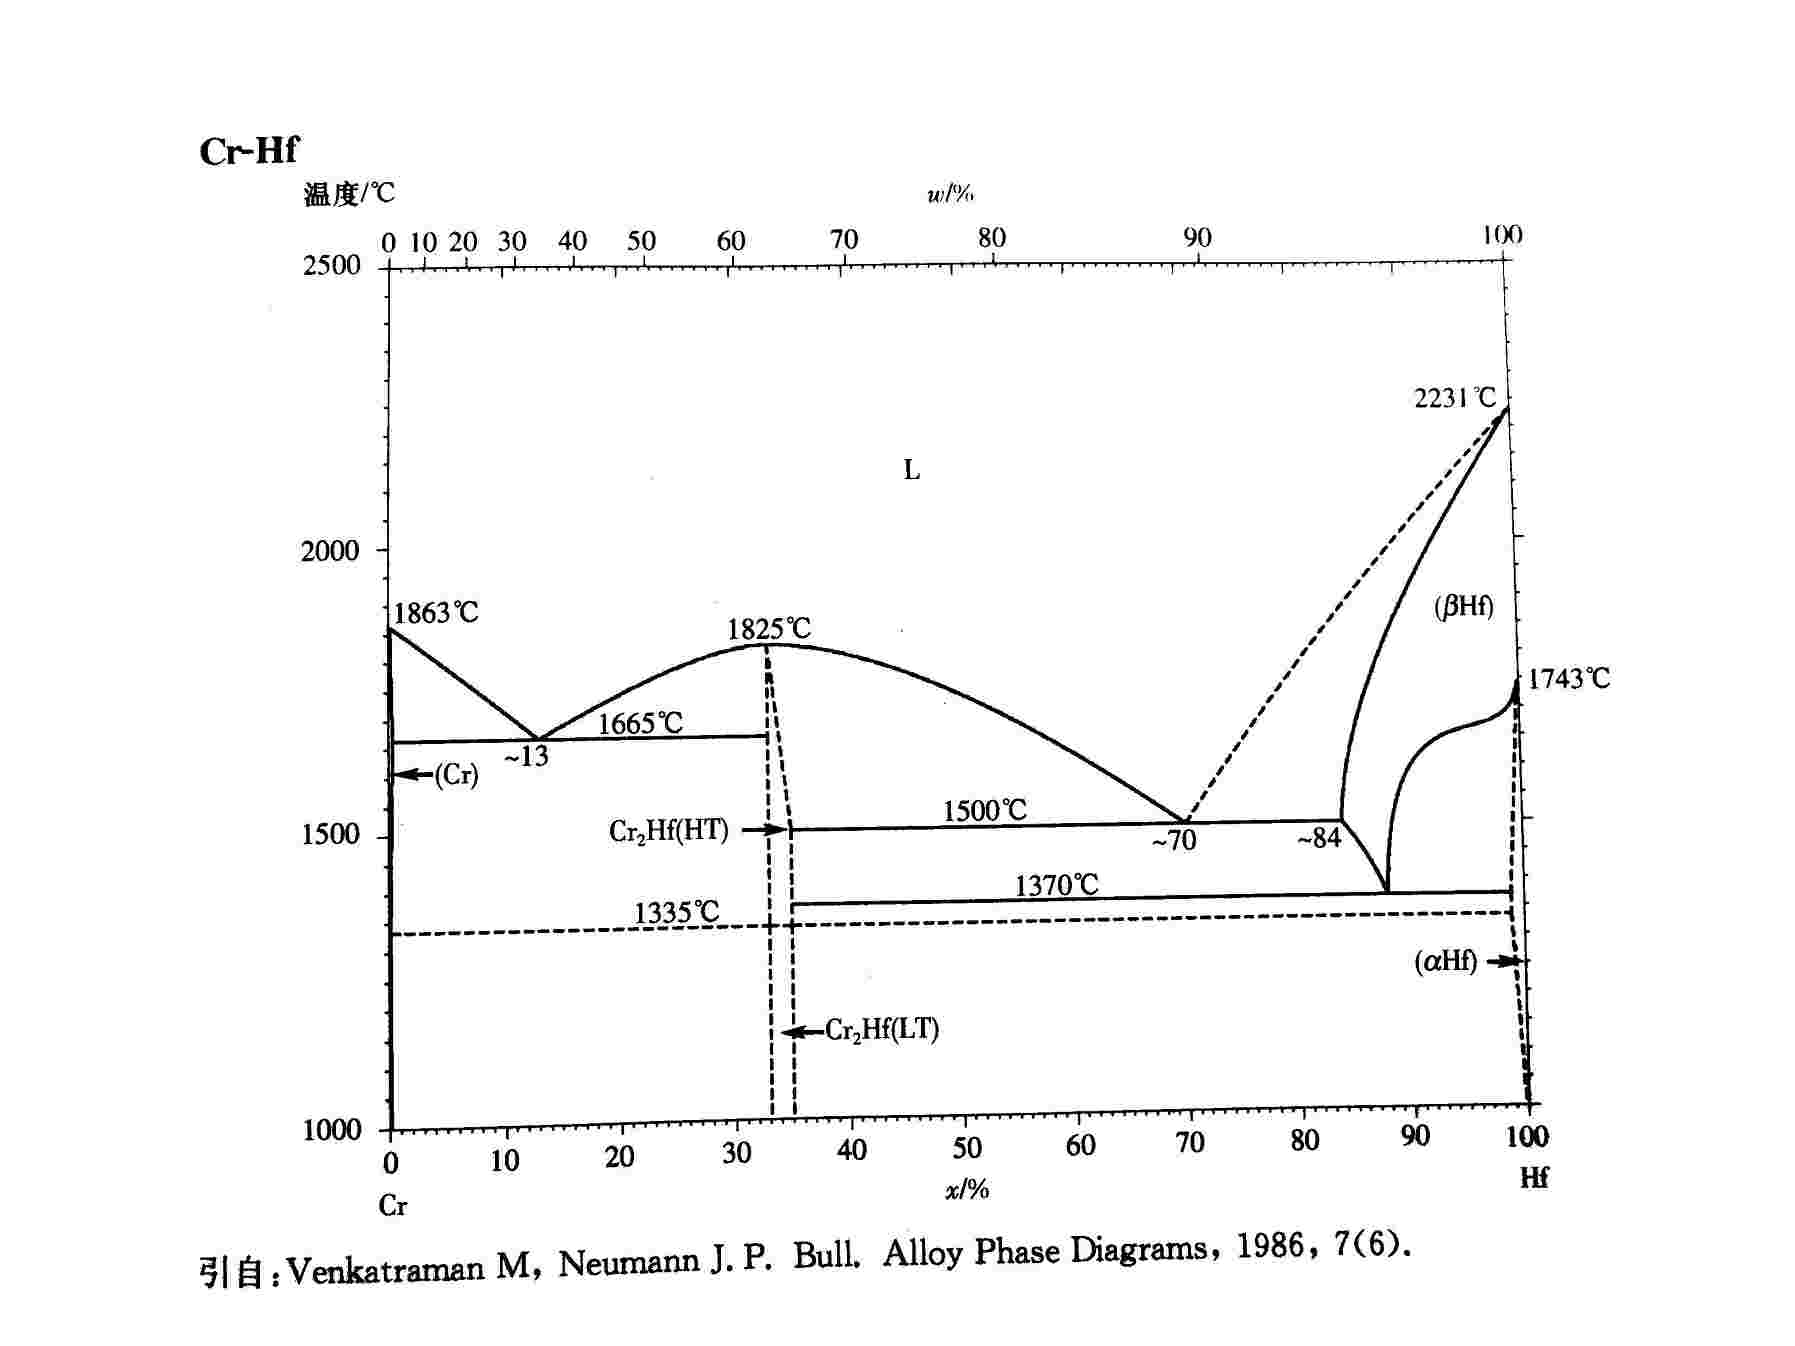 Cr-Hf
温度/℃
w/%
0 10 20 30 40 50 60 70 80 90 100
2500
2231℃
L
2000
(βHf)
1863℃
1825℃
1743℃
1665℃
~13
(Cr)
1500℃
Cr₂Hf(HT)
1500
~70
~84
1370℃
1335℃
(αHf)
Cr₂Hf(LT)
1000
0 10 20 30 40 50 60 70 80 90 100
Cr
x/%
Hf
引自:Venkatraman M, Neumann J. P. Bull. Alloy Phase Diagrams, 1986, 7(6).